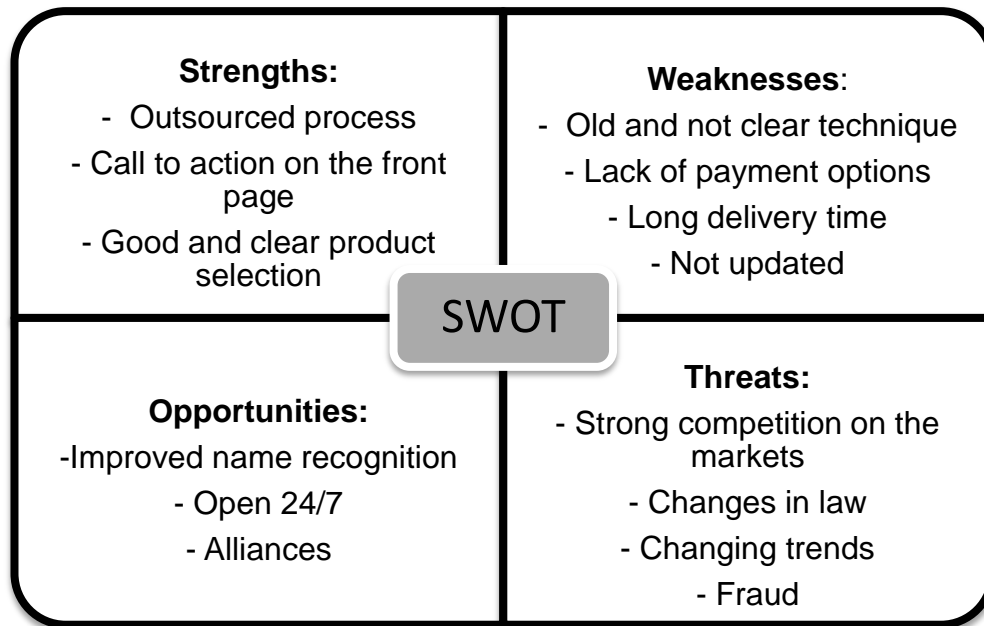 Strengths:
- Outsourced process
- Call to action on the front
page
- Good and clear product
selection
Weaknesses:
- Old and not clear technique
- Lack of payment options
- Long delivery time
- Not updated
SWOT
Opportunities:
-Improved name recognition
- Open 24/7
- Alliances
Threats:
- Strong competition on the
markets
- Changes in law
- Changing trends
- Fraud